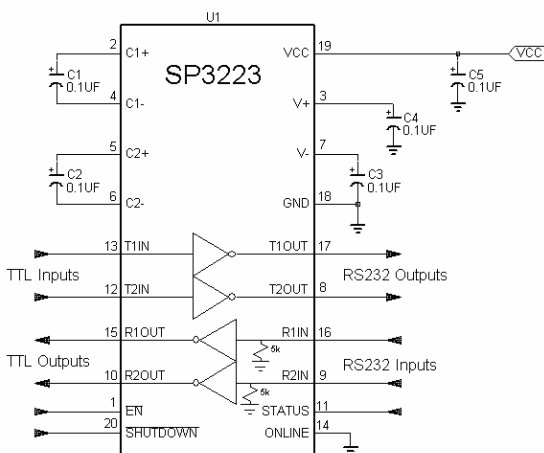 U1
SP3223
2 C1+ VCC 19 VCC
C1 0.1UF
C5 0.1UF
4 C1- V+ 3
C4 0.1UF
5 C2+ V- 7
C2 0.1UF
C3 0.1UF
6 C2- GND 18
13 T1IN T1OUT 17
TTL Inputs RS232 Outputs
12 T2IN T2OUT 8
15 R1OUT R1IN 16
5k
TTL Outputs RS232 Inputs
10 R2OUT R2IN 9
5k
1 EN STATUS 11
20 SHUTDOWN ONLINE 14